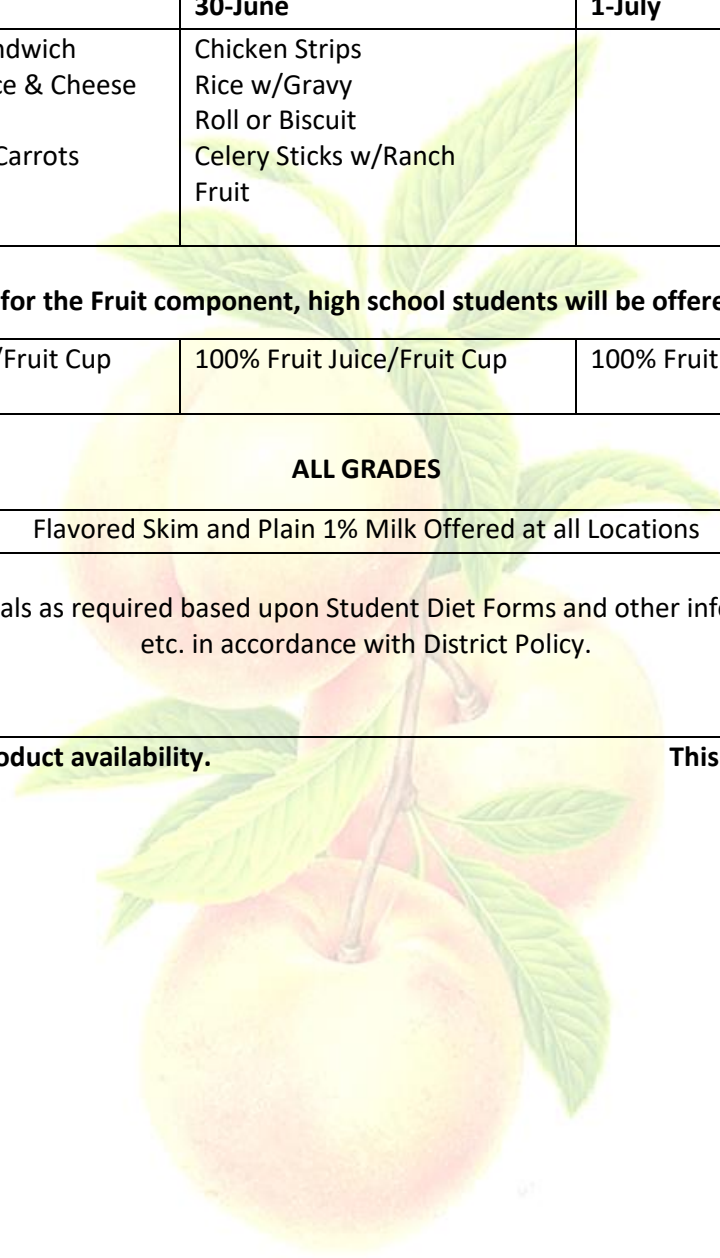 30-June 1-July
ndwich Chicken Strips
ce & Cheese Rice w/Gravy
Roll or Biscuit
Carrots Celery Sticks w/Ranch
Fruit
for the Fruit component, high school students will be offere
/Fruit Cup 100% Fruit Juice/Fruit Cup 100% Fruit
ALL GRADES
Flavored Skim and Plain 1% Milk Offered at all Locations
als as required based upon Student Diet Forms and other info
etc. in accordance with District Policy.
oduct availability. This